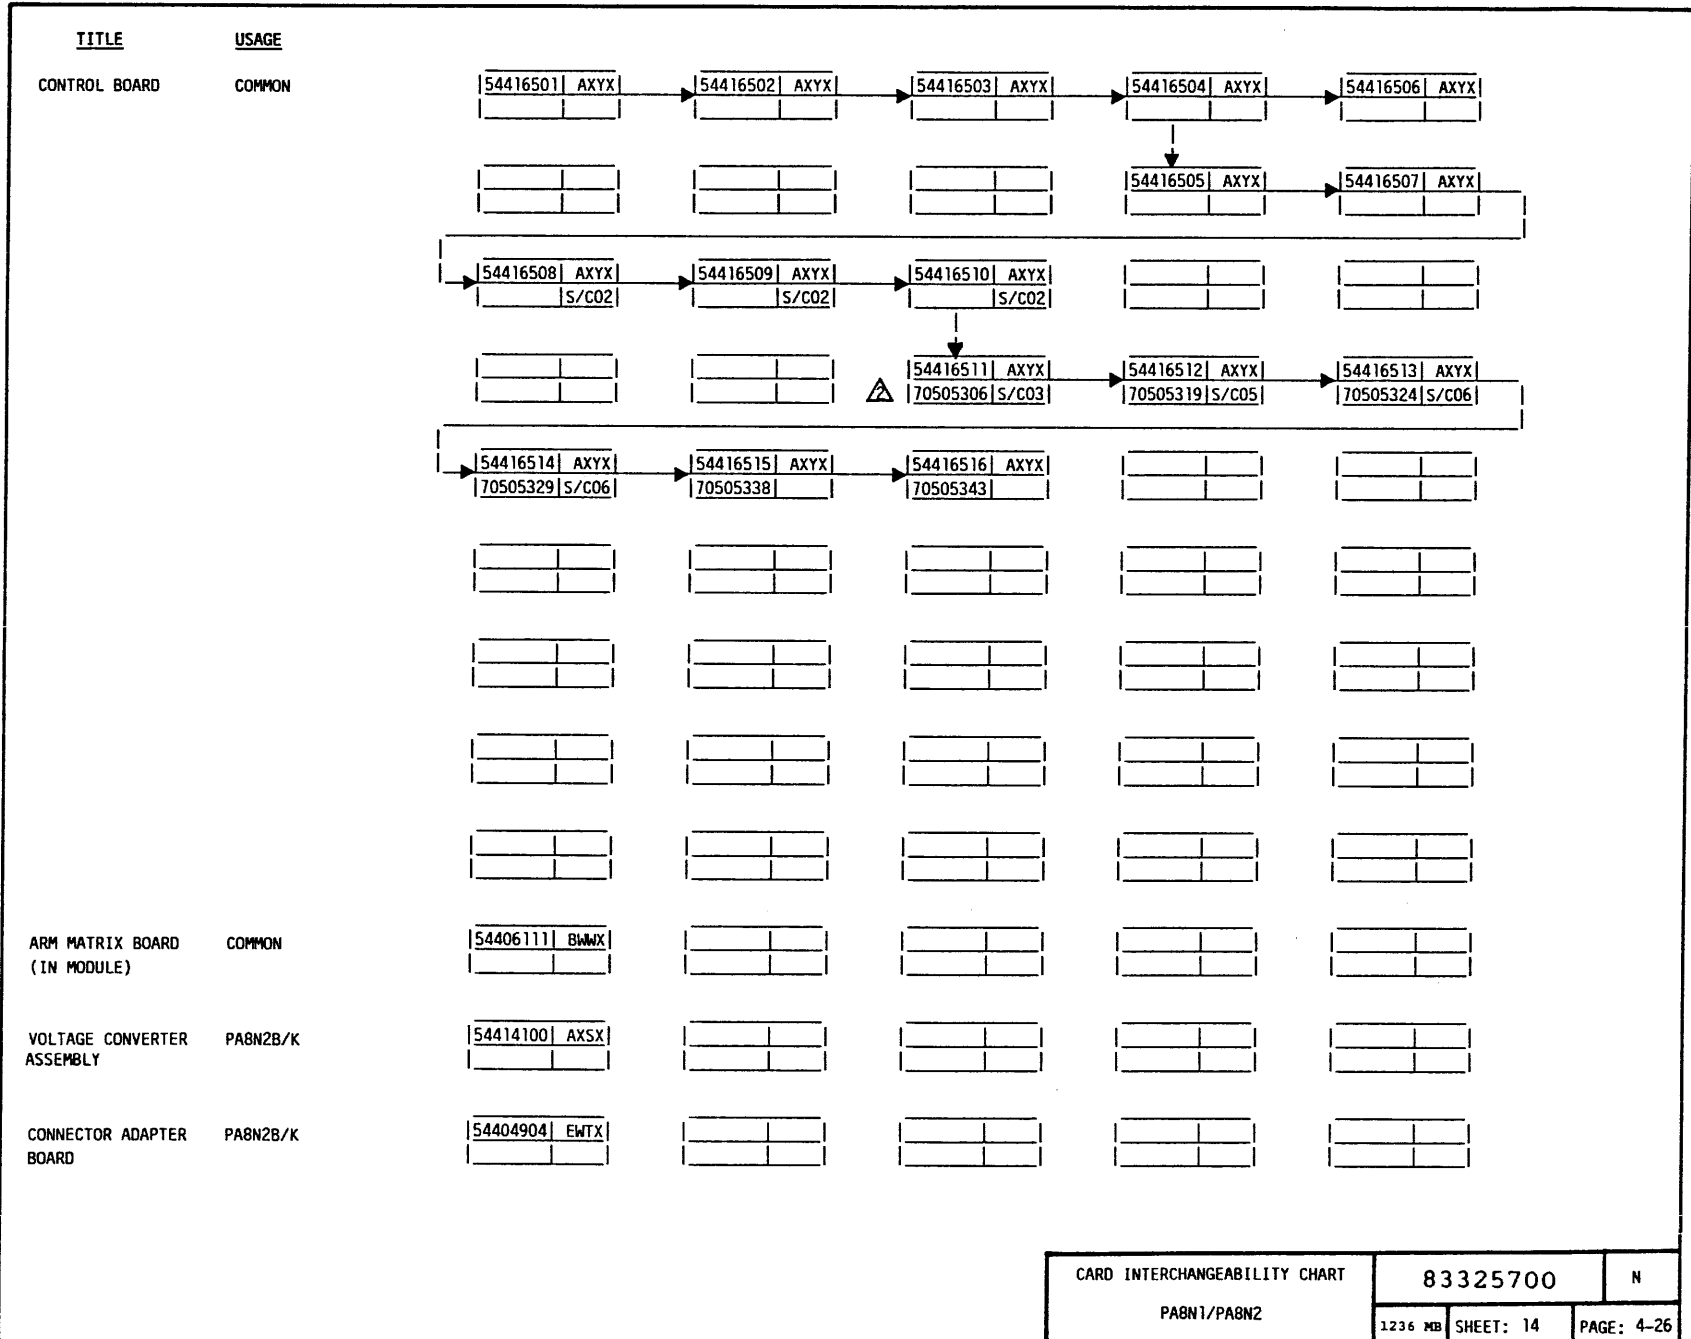 TITLE USAGE
CONTROL BOARD COMMON 54416501 AXYX 54416502 AXYX 54416503 AXYX 54416504 AXYX 54416506 AXYX
54416505 AXYX 54416507 AXYX
54416508 AXYX 54416509 AXYX 54416510 AXYX
S/C02 S/C02 S/C02
54416511 AXYX 54416512 AXYX 54416513 AXYX
2 70505306 S/C03 70505319 S/C05 70505324 S/C06
54416514 AXYX 54416515 AXYX 54416516 AXYX
70505329 S/C06 70505338 70505343
ARM MATRIX BOARD COMMON 54406111 BWWX
(IN MODULE)
VOLTAGE CONVERTER PA8N2B/K 54414100 AXSX
ASSEMBLY
CONNECTOR ADAPTER PA8N2B/K 54404904 EWTX
BOARD
CARD INTERCHANGEABILITY CHART 83325700 N
PA8N1/PA8N2
1236 MB SHEET: 14 PAGE: 4-26